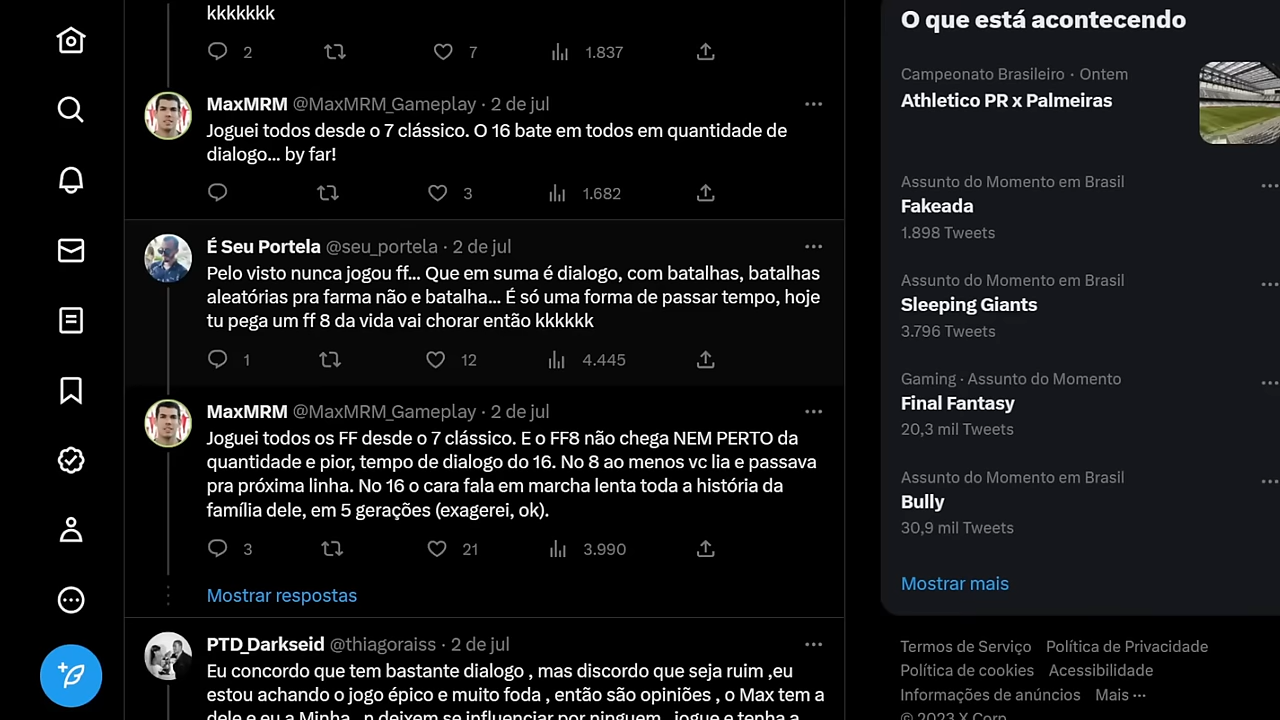 kkkkkkk
2 7 1.837
MaxMRM @MaxMRM_Gameplay · 2 de jul
Joguei todos desde o 7 clássico. O 16 bate em todos em quantidade de
dialogo... by far!
3 1.682
É Seu Portela @seu_portela · 2 de jul
Pelo visto nunca jogou ff... Que em suma é dialogo, com batalhas, batalhas
aleatórias pra farma não e batalha... É só uma forma de passar tempo, hoje
tu pega um ff 8 da vida vai chorar então kkkkkk
1 12 4.445
MaxMRM @MaxMRM_Gameplay · 2 de jul
Joguei todos os FF desde o 7 clássico. E o FF8 não chega NEM PERTO da
quantidade e pior, tempo de dialogo do 16. No 8 ao menos vc lia e passava
pra próxima linha. No 16 o cara fala em marcha lenta toda a história da
família dele, em 5 gerações (exagerei, ok).
3 21 3.990
Mostrar respostas
PTD_Darkseid @thiagoraiss · 2 de jul
Eu concordo que tem bastante dialogo , mas discordo que seja ruim ,eu
estou achando o jogo épico e muito foda , então são opiniões , o Max tem a
dele e eu a Minha , n deixem se influenciar por ninguem , jogue e tenha a
O que está acontecendo
Campeonato Brasileiro · Ontem
Athletico PR x Palmeiras
Assunto do Momento em Brasil
Fakeada
1.898 Tweets
Assunto do Momento em Brasil
Sleeping Giants
3.796 Tweets
Gaming · Assunto do Momento
Final Fantasy
20,3 mil Tweets
Assunto do Momento em Brasil
Bully
30,9 mil Tweets
Mostrar mais
Termos de Serviço Política de Privacidade
Política de cookies Acessibilidade
Informações de anúncios Mais ···
© 2023 X Corp.